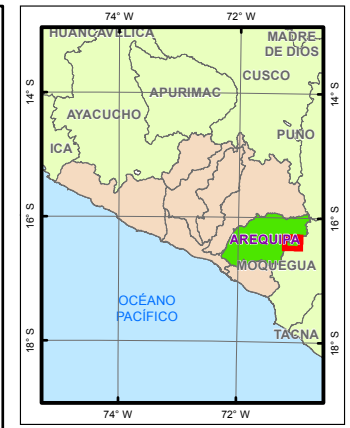 74° W
72° W
HUANCAVELICA
MADRE
DE DIOS
CUSCO
14° S
14° S
APURIMAC
AYACUCHO
PUNO
ICA
16° S
16° S
AREQUIPA
MOQUEGUA
OCÉANO
PACÍFICO
18° S
18° S
TACNA
74° W
72° W